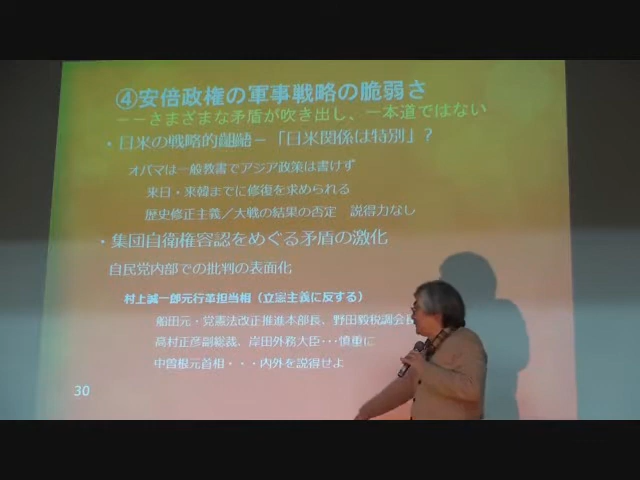 ④安倍政権の軍事戦略の脆弱さ
－－さまざまな矛盾が吹き出し、一本道ではない
・日米の戦略的齟齬－「日米関係は特別」？
オバマは一般教書でアジア政策は書けず
来日・来韓までに修復を求められる
歴史修正主義／大戦の結果の否定　説得力なし
・集団自衛権容認をめぐる矛盾の激化
自民党内部での批判の表面化
村上誠一郎元行革担当相（立憲主義に反する）
船田元・党憲法改正推進本部長、野田毅税調会
高村正彦副総裁、岸田外務大臣･･･慎重に
中曽根元首相・・・内外を説得せよ
30